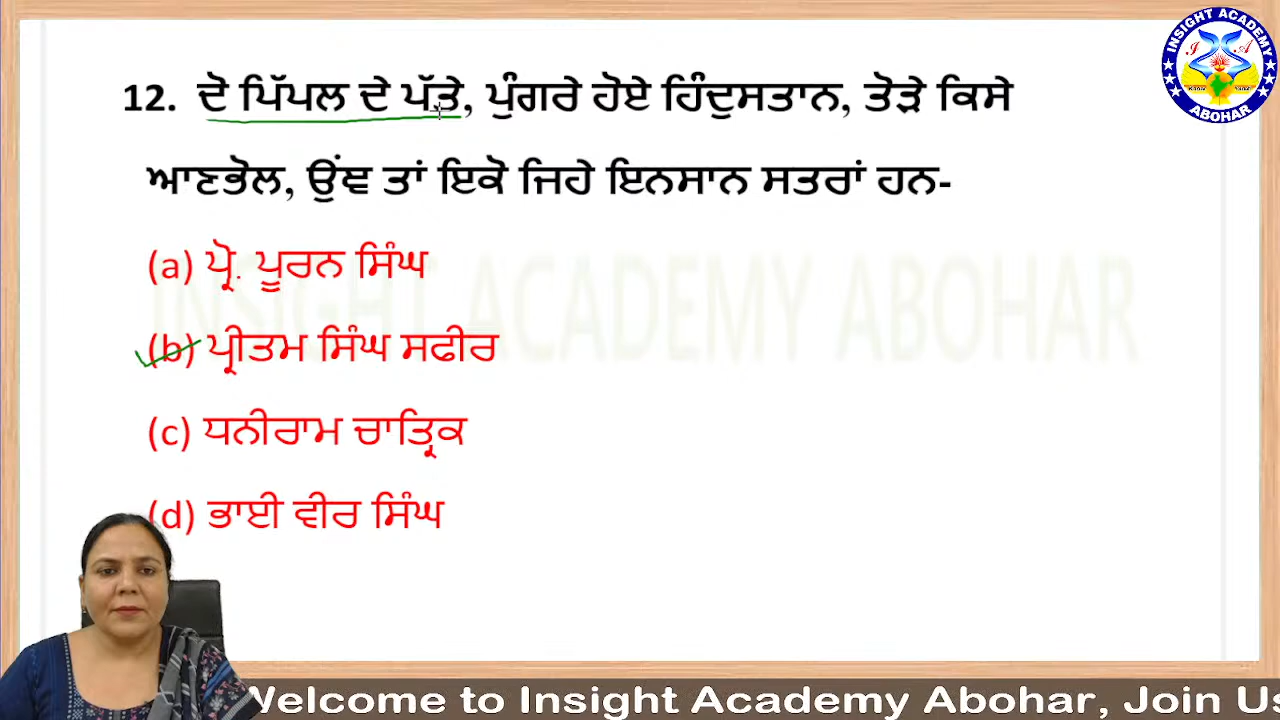 INSIGHT ACADEMY
I A
ABOHAR
12. ਦੋ ਪਿੱਪਲ ਦੇ ਪੱਤੇ, ਪੁੰਗਰੇ ਹੋਏ ਹਿੰਦੁਸਤਾਨ, ਤੋੜੇ ਕਿਸੇ
ਆਣਭੋਲ, ਉਂਞ ਤਾਂ ਇਕੋ ਜਿਹੇ ਇਨਸਾਨ ਸਤਰਾਂ ਹਨ-
(a) ਪ੍ਰੋ. ਪੂਰਨ ਸਿੰਘ
INSIGHT ACADEMY ABOHAR
(b) ਪ੍ਰੀਤਮ ਸਿੰਘ ਸਫੀਰ
(c) ਧਨੀਰਾਮ ਚਾਤ੍ਰਿਕ
(d) ਭਾਈ ਵੀਰ ਸਿੰਘ
Welcome to Insight Academy Abohar, Join Us